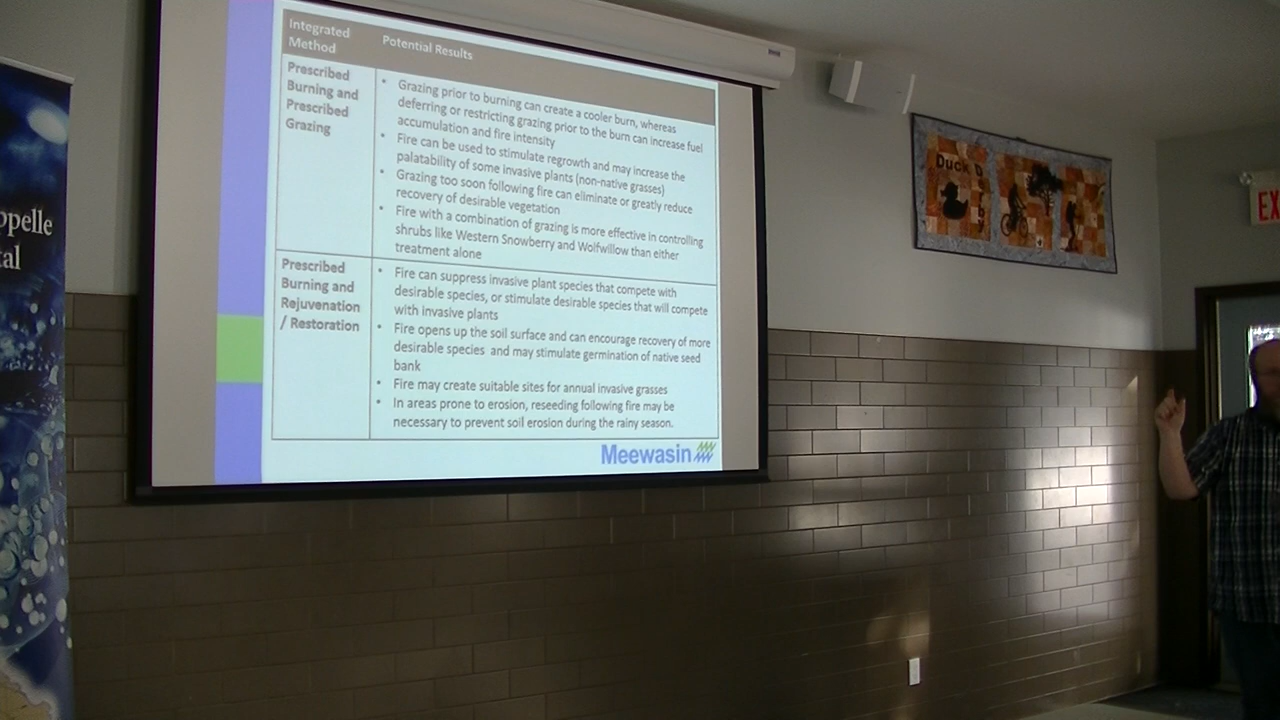 Integrated
Method
Potential Results
Prescribed
Burning and
Prescribed
Grazing
• Grazing prior to burning can create a cooler burn, whereas
deferring or restricting grazing prior to the burn can increase fuel
accumulation and fire intensity
• Fire can be used to stimulate regrowth and may increase the
palatability of some invasive plants (non-native grasses)
• Grazing too soon following fire can eliminate or greatly reduce
recovery of desirable vegetation
• Fire with a combination of grazing is more effective in controlling
shrubs like Western Snowberry and Wolfwillow than either
treatment alone
Prescribed
Burning and
Rejuvenation
/ Restoration
• Fire can suppress invasive plant species that compete with
desirable species, or stimulate desirable species that will compete
with invasive plants
• Fire opens up the soil surface and can encourage recovery of more
desirable species and may stimulate germination of native seed
bank
• Fire may create suitable sites for annual invasive grasses
• In areas prone to erosion, reseeding following fire may be
necessary to prevent soil erosion during the rainy season.
Meewasin
ppelle
tal
Duck Derby
EX